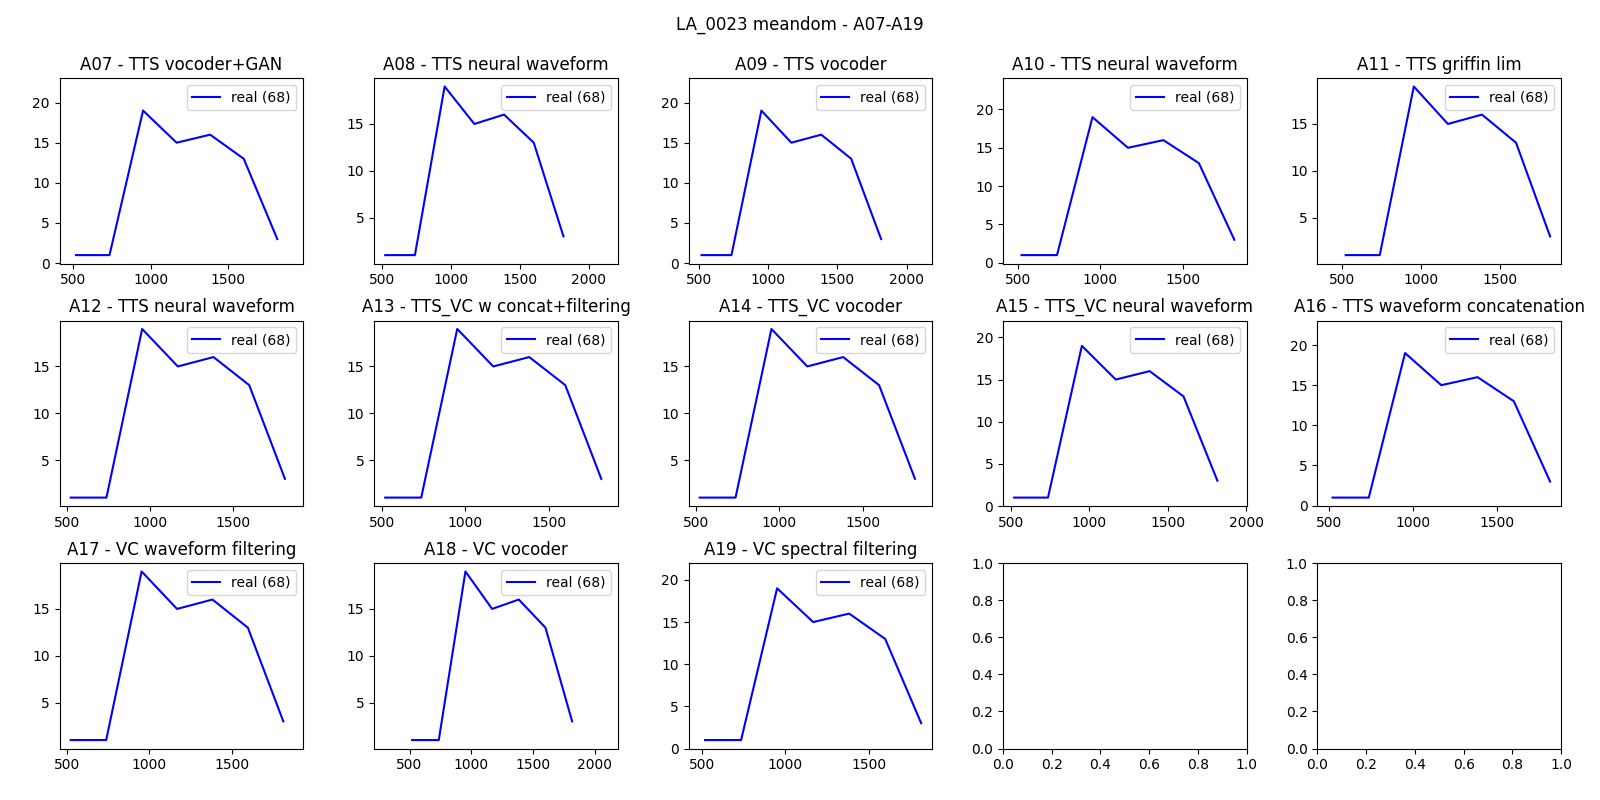 LA_0023 meandom - A07-A19
A07 - TTS vocoder+GAN
real (68)
20
15
10
5
0
500 1000 1500
A08 - TTS neural waveform
real (68)
15
10
5
500 1000 1500 2000
A09 - TTS vocoder
real (68)
20
15
10
5
0
500 1000 1500 2000
A10 - TTS neural waveform
real (68)
20
15
10
5
0
500 1000 1500
A11 - TTS griffin lim
real (68)
15
10
5
500 1000 1500
A12 - TTS neural waveform
real (68)
15
10
5
500 1000 1500
A13 - TTS_VC w concat+filtering
real (68)
15
10
5
500 1000 1500
A14 - TTS_VC vocoder
real (68)
15
10
5
500 1000 1500
A15 - TTS_VC neural waveform
real (68)
20
15
10
5
0
500 1000 1500 2000
A16 - TTS waveform concatenation
real (68)
20
15
10
5
0
500 1000 1500
A17 - VC waveform filtering
real (68)
15
10
5
500 1000 1500
A18 - VC vocoder
real (68)
15
10
5
500 1000 1500 2000
A19 - VC spectral filtering
real (68)
20
15
10
5
0
500 1000 1500
1.0
0.8
0.6
0.4
0.2
0.0
0.0 0.2 0.4 0.6 0.8 1.0
1.0
0.8
0.6
0.4
0.2
0.0
0.0 0.2 0.4 0.6 0.8 1.0